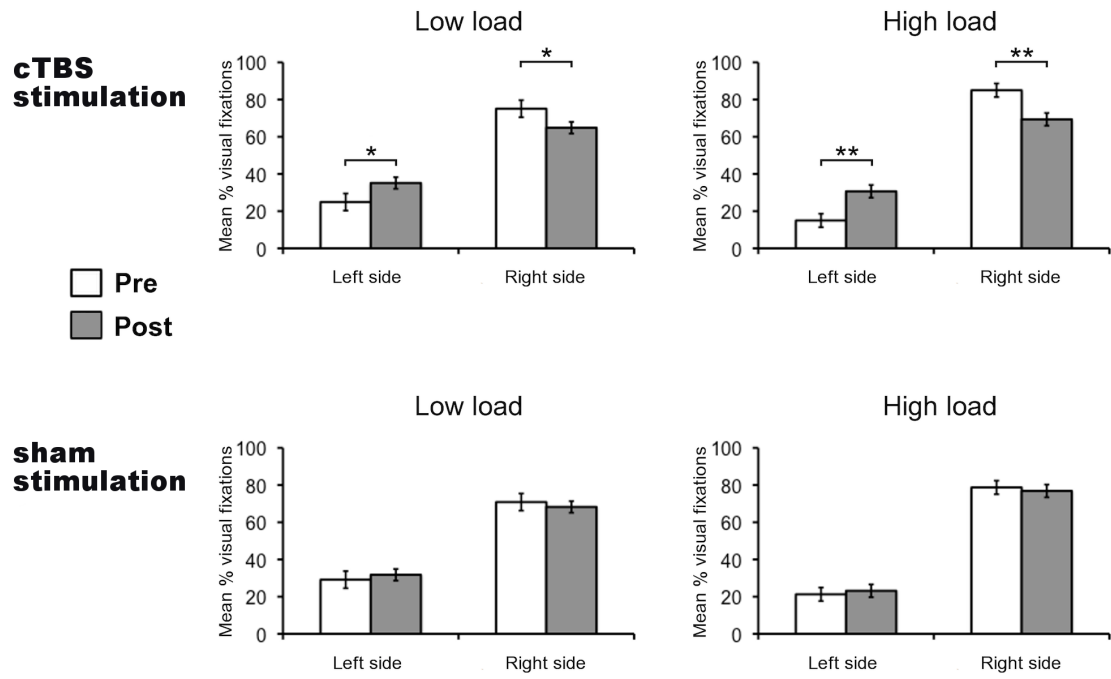 Low load
High load
cTBS
stimulation
Mean % visual fixations
100
80
60
40
20
0
*
*
Left side
Right side
Mean % visual fixations
100
80
60
40
20
0
**
**
Left side
Right side
Pre
Post
Low load
High load
sham
stimulation
Mean % visual fixations
100
80
60
40
20
0
Left side
Right side
Mean % visual fixations
100
80
60
40
20
0
Left side
Right side